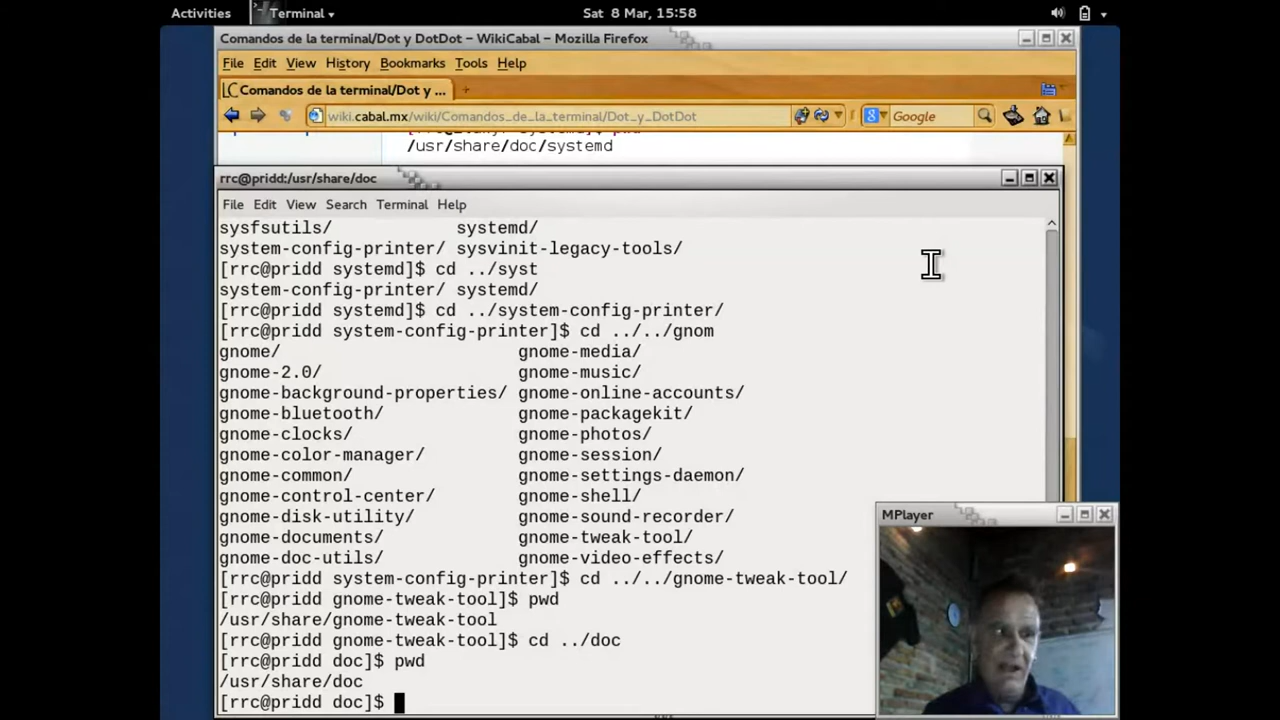 Activities Terminal Sat 8 Mar, 15:58
Comandos de la terminal/Dot y DotDot – WikiCabal – Mozilla Firefox
File Edit View History Bookmarks Tools Help
Comandos de la terminal/Dot y ...
wiki.cabal.mx/wiki/Comandos_de_la_terminal/Dot_y_DotDot Google
/usr/share/doc/systemd
rrc@pridd:/usr/share/doc
File Edit View Search Terminal Help
sysfsutils/ systemd/
system-config-printer/ sysvinit-legacy-tools/
[rrc@pridd systemd]$ cd ../syst
system-config-printer/ systemd/
[rrc@pridd systemd]$ cd ../system-config-printer/
[rrc@pridd system-config-printer]$ cd ../../gnom
gnome/ gnome-media/
gnome-2.0/ gnome-music/
gnome-background-properties/ gnome-online-accounts/
gnome-bluetooth/ gnome-packagekit/
gnome-clocks/ gnome-photos/
gnome-color-manager/ gnome-session/
gnome-common/ gnome-settings-daemon/
gnome-control-center/ gnome-shell/
gnome-disk-utility/ gnome-sound-recorder/
gnome-documents/ gnome-tweak-tool/
gnome-doc-utils/ gnome-video-effects/
[rrc@pridd system-config-printer]$ cd ../../gnome-tweak-tool/
[rrc@pridd gnome-tweak-tool]$ pwd
/usr/share/gnome-tweak-tool
[rrc@pridd gnome-tweak-tool]$ cd ../doc
[rrc@pridd doc]$ pwd
/usr/share/doc
[rrc@pridd doc]$
MPlayer